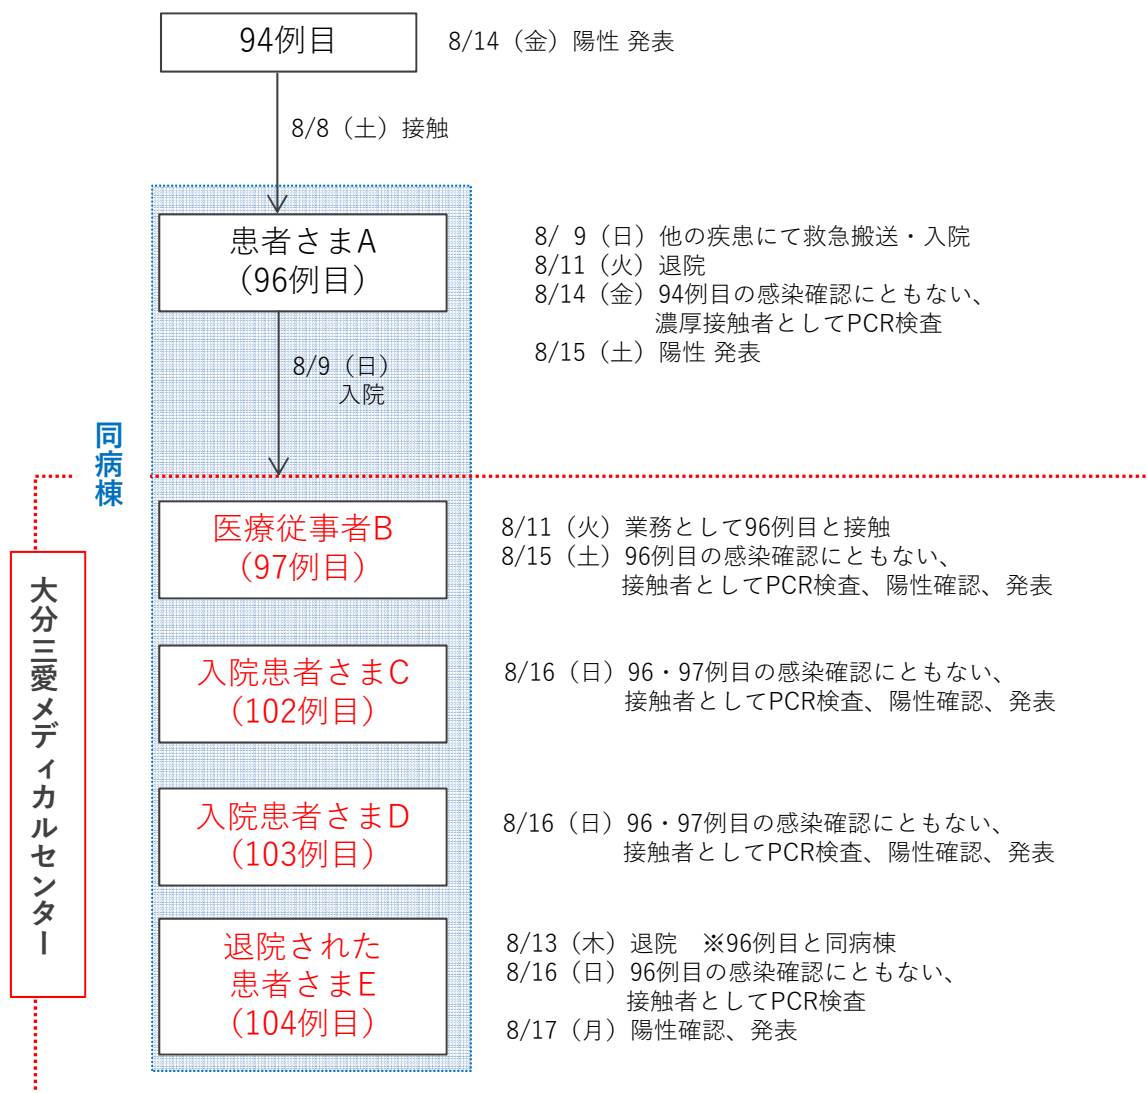 94例目
8/14（金）陽性 発表
8/8（土）接触
患者さまA
（96例目）
8/ 9（日）他の疾患にて救急搬送・入院
8/11（火）退院
8/14（金）94例目の感染確認にともない、
濃厚接触者としてPCR検査
8/15（土）陽性 発表
8/9（日）
入院
同病棟
大分三愛メディカルセンター
医療従事者B
（97例目）
8/11（火）業務として96例目と接触
8/15（土）96例目の感染確認にともない、
接触者としてPCR検査、陽性確認、発表
入院患者さまC
（102例目）
8/16（日）96・97例目の感染確認にともない、
接触者としてPCR検査、陽性確認、発表
入院患者さまD
（103例目）
8/16（日）96・97例目の感染確認にともない、
接触者としてPCR検査、陽性確認、発表
退院された
患者さまE
（104例目）
8/13（木）退院　※96例目と同病棟
8/16（日）96例目の感染確認にともない、
接触者としてPCR検査
8/17（月）陽性確認、発表